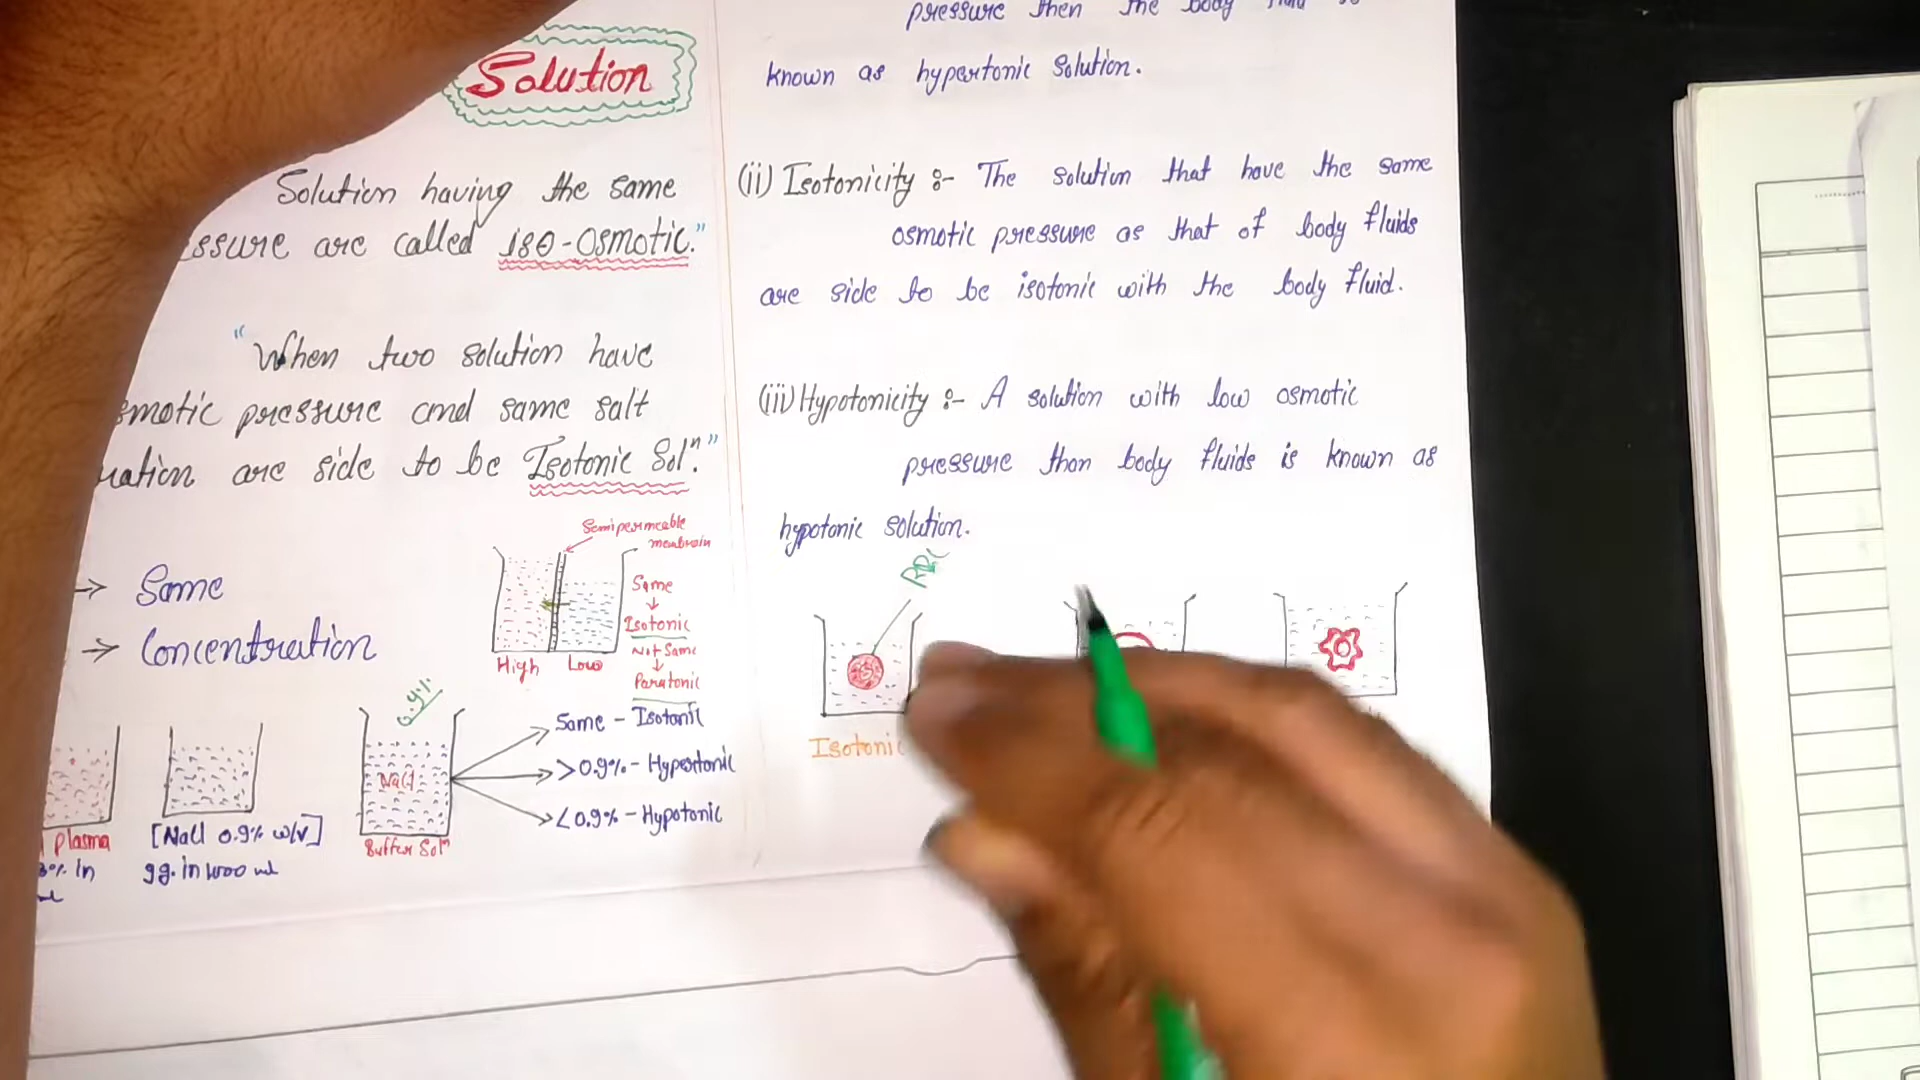 Solution
Solution having the same
ssure are called iso-osmotic."
"When two solution have
smotic pressure and same salt
ration are side to be Isotonic Solⁿ."
→ Same
→ Concentration
Semipermeable
membrain
Same
↓
Isotonic
Not Same
↓
Paratonic
High Low
0.9%
NaCl
Buffer Solⁿ
Same - Isotonic
>0.9% - Hypertonic
<0.9% - Hypotonic
plasma
[NaCl 0.9% w/v]
% in
9g. in 1000 ml
pressure then the body fluid
known as hypertonic Solution.
(ii) Isotonicity :- The solution that have the same
osmotic pressure as that of body fluids
are side to be isotonic with the body fluid.
(iii) Hypotonicity :- A solution with low osmotic
pressure than body fluids is known as
hypotonic solution.
Isotonic